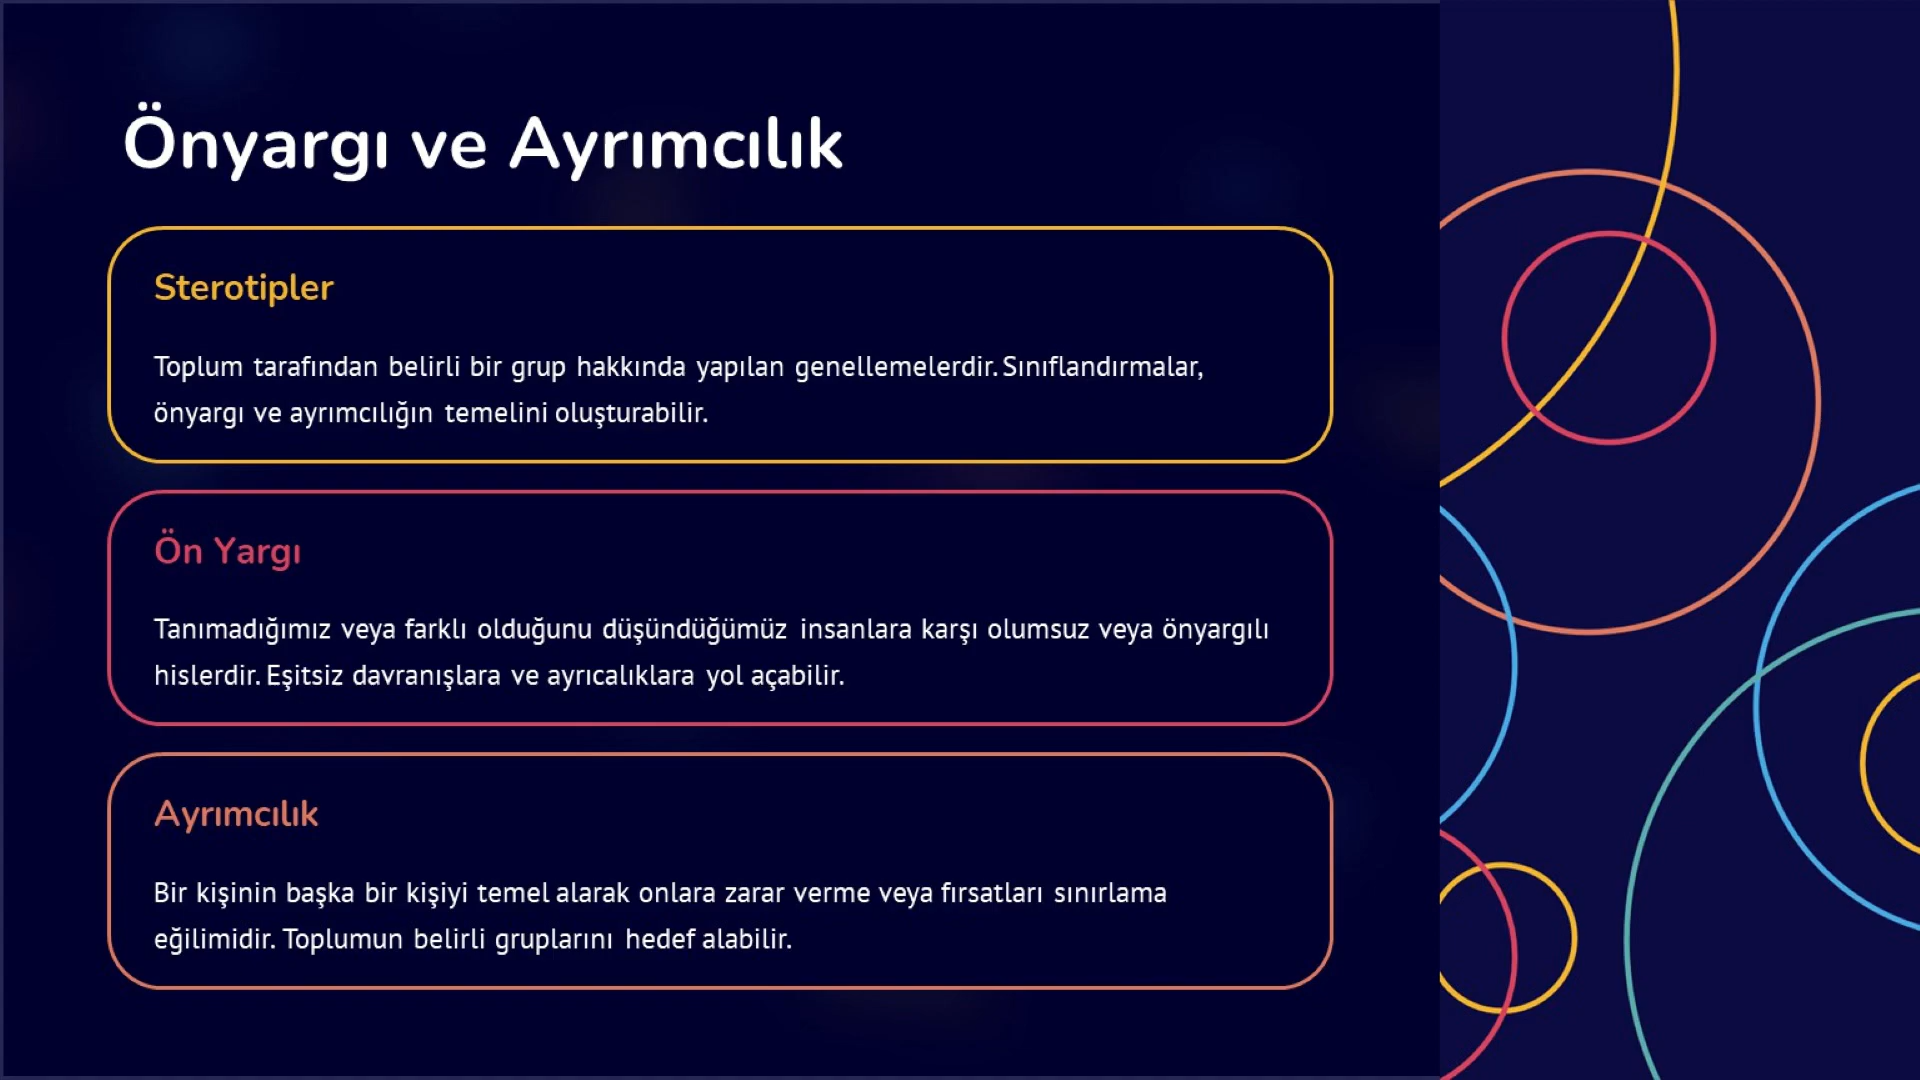 Önyargı ve Ayrımcılık
Sterotipler
Toplum tarafından belirli bir grup hakkında yapılan genellemelerdir. Sınıflandırmalar,
önyargı ve ayrımcılığın temelini oluşturabilir.
Ön Yargı
Tanımadığımız veya farklı olduğunu düşündüğümüz insanlara karşı olumsuz veya önyargılı
hislerdir. Eşitsiz davranışlara ve ayrıcalıklara yol açabilir.
Ayrımcılık
Bir kişinin başka bir kişiyi temel alarak onlara zarar verme veya fırsatları sınırlama
eğilimidir. Toplumun belirli gruplarını hedef alabilir.